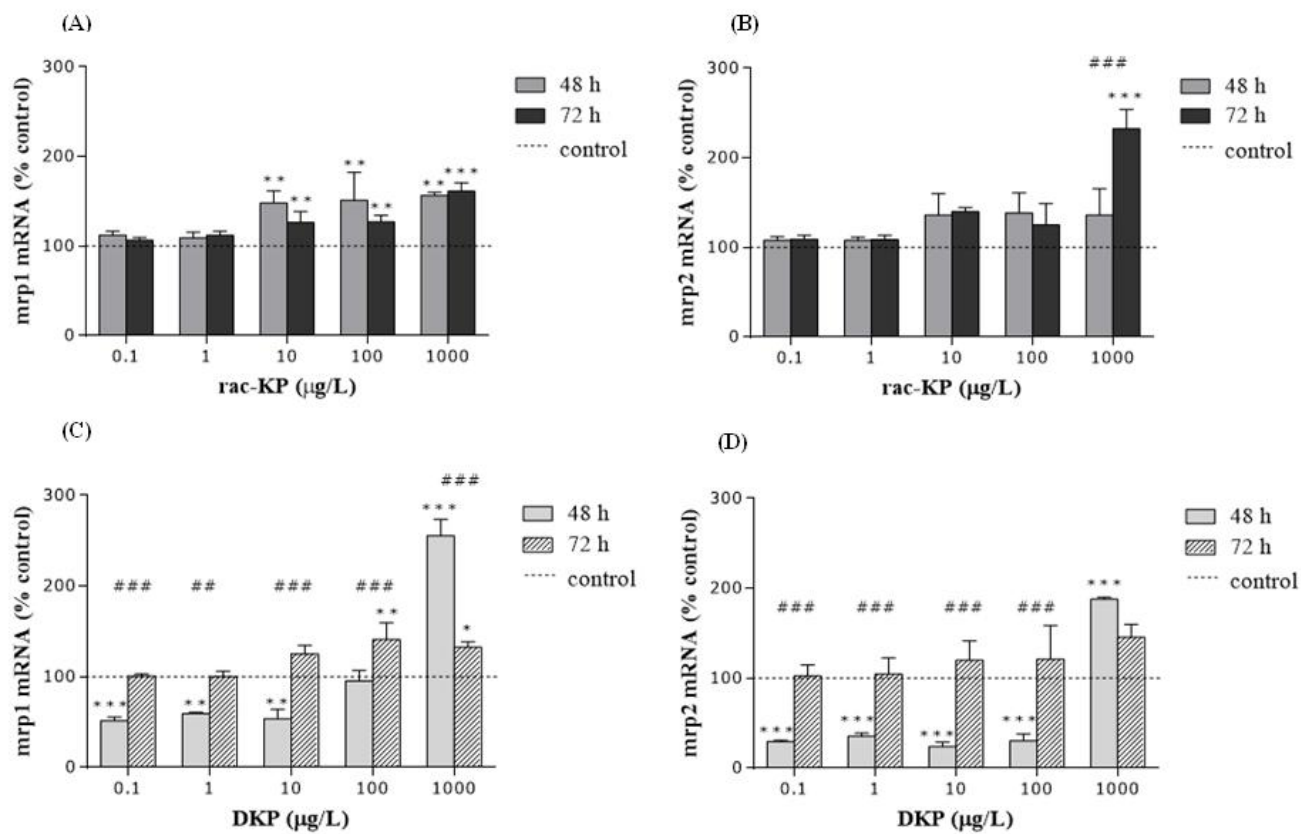 (A)
300
200
100
0
mrp1 mRNA (% control)
** ** ** ** ** ***
0.1 1 10 100 1000
rac-KP (μg/L)
48 h
72 h
control
(B)
300
200
100
0
mrp2 mRNA (% control)
###
***
0.1 1 10 100 1000
rac-KP (μg/L)
48 h
72 h
control
(C)
300
200
100
0
mrp1 mRNA (% control)
### ## ### ### ###
*** ** ** ** *** *
0.1 1 10 100 1000
DKP (μg/L)
48 h
72 h
control
(D)
300
200
100
0
mrp2 mRNA (% control)
### ### ### ###
*** *** *** *** ***
0.1 1 10 100 1000
DKP (μg/L)
48 h
72 h
control